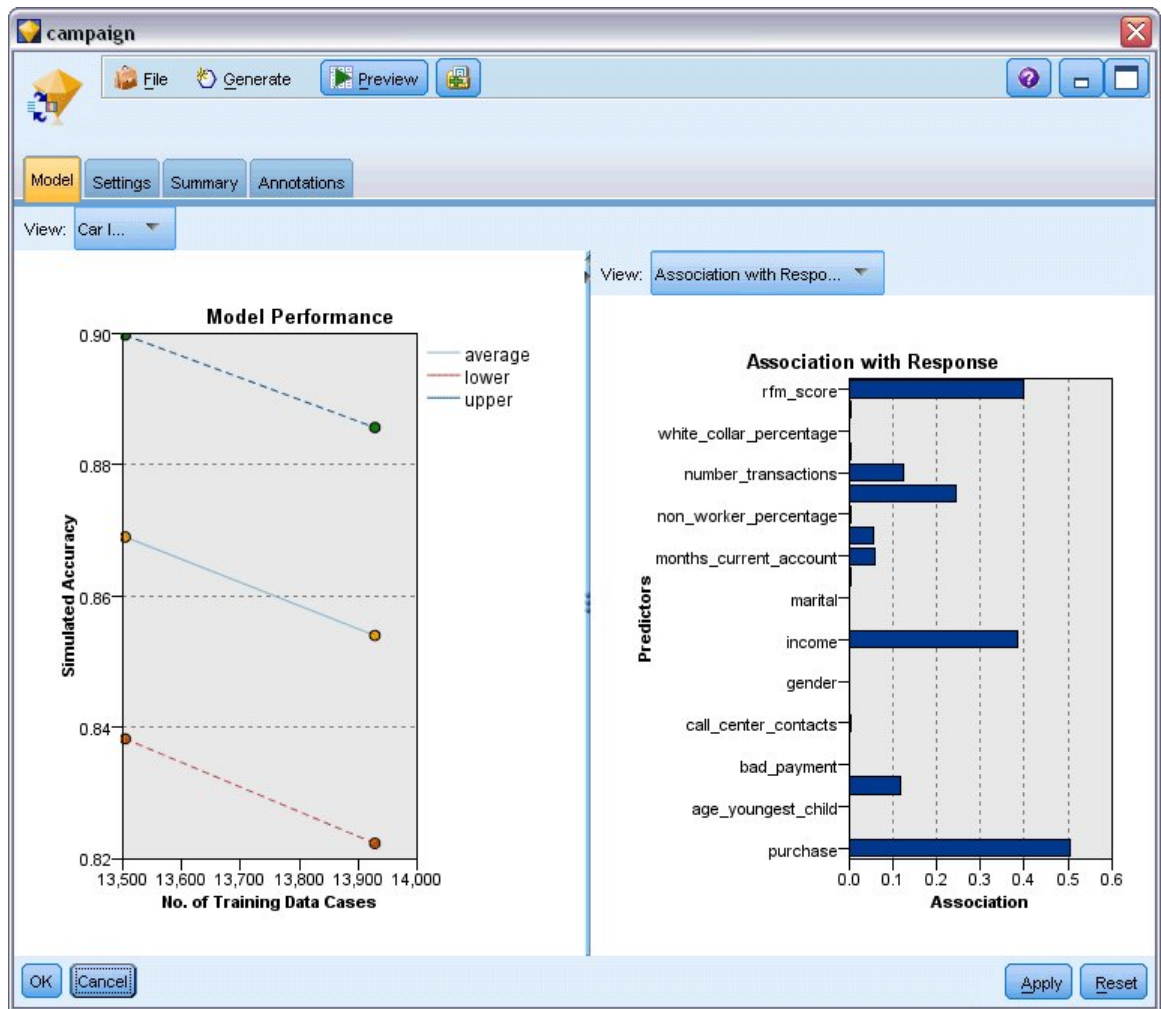 campaign
File Generate Preview
Model Settings Summary Annotations
View: Car l...
View: Association with Respo...
Model Performance
0.90
0.88
0.86
0.84
0.82
Simulated Accuracy
13,500 13,600 13,700 13,800 13,900 14,000
No. of Training Data Cases
average
lower
upper
Association with Response
rfm_score
white_collar_percentage
number_transactions
non_worker_percentage
months_current_account
marital
income
gender
call_center_contacts
bad_payment
age_youngest_child
purchase
Predictors
0.0 0.1 0.2 0.3 0.4 0.5 0.6
Association
OK Cancel Apply Reset